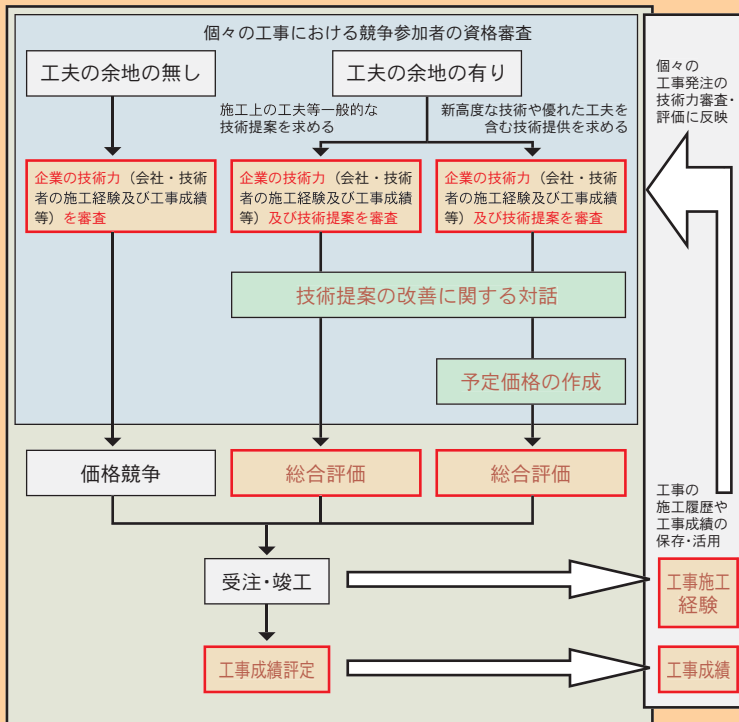 個々の工事における競争参加者の資格審査
工夫の余地の無し
工夫の余地の有り
施工上の工夫等一般的な
技術提案を求める
新高度な技術や優れた工夫を
含む技術提供を求める
企業の技術力（会社・技術
者の施工経験及び工事成績
等）を審査
企業の技術力（会社・技術
者の施工経験及び工事成績
等）及び技術提案を審査
企業の技術力（会社・技術
者の施工経験及び工事成績
等）及び技術提案を審査
技術提案の改善に関する対話
予定価格の作成
価格競争
総合評価
総合評価
受注・竣工
工事成績評定
個々の
工事発注の
技術力審査・
評価に反映
工事の
施工履歴や
工事成績の
保存・活用
工事施工
経験
工事成績